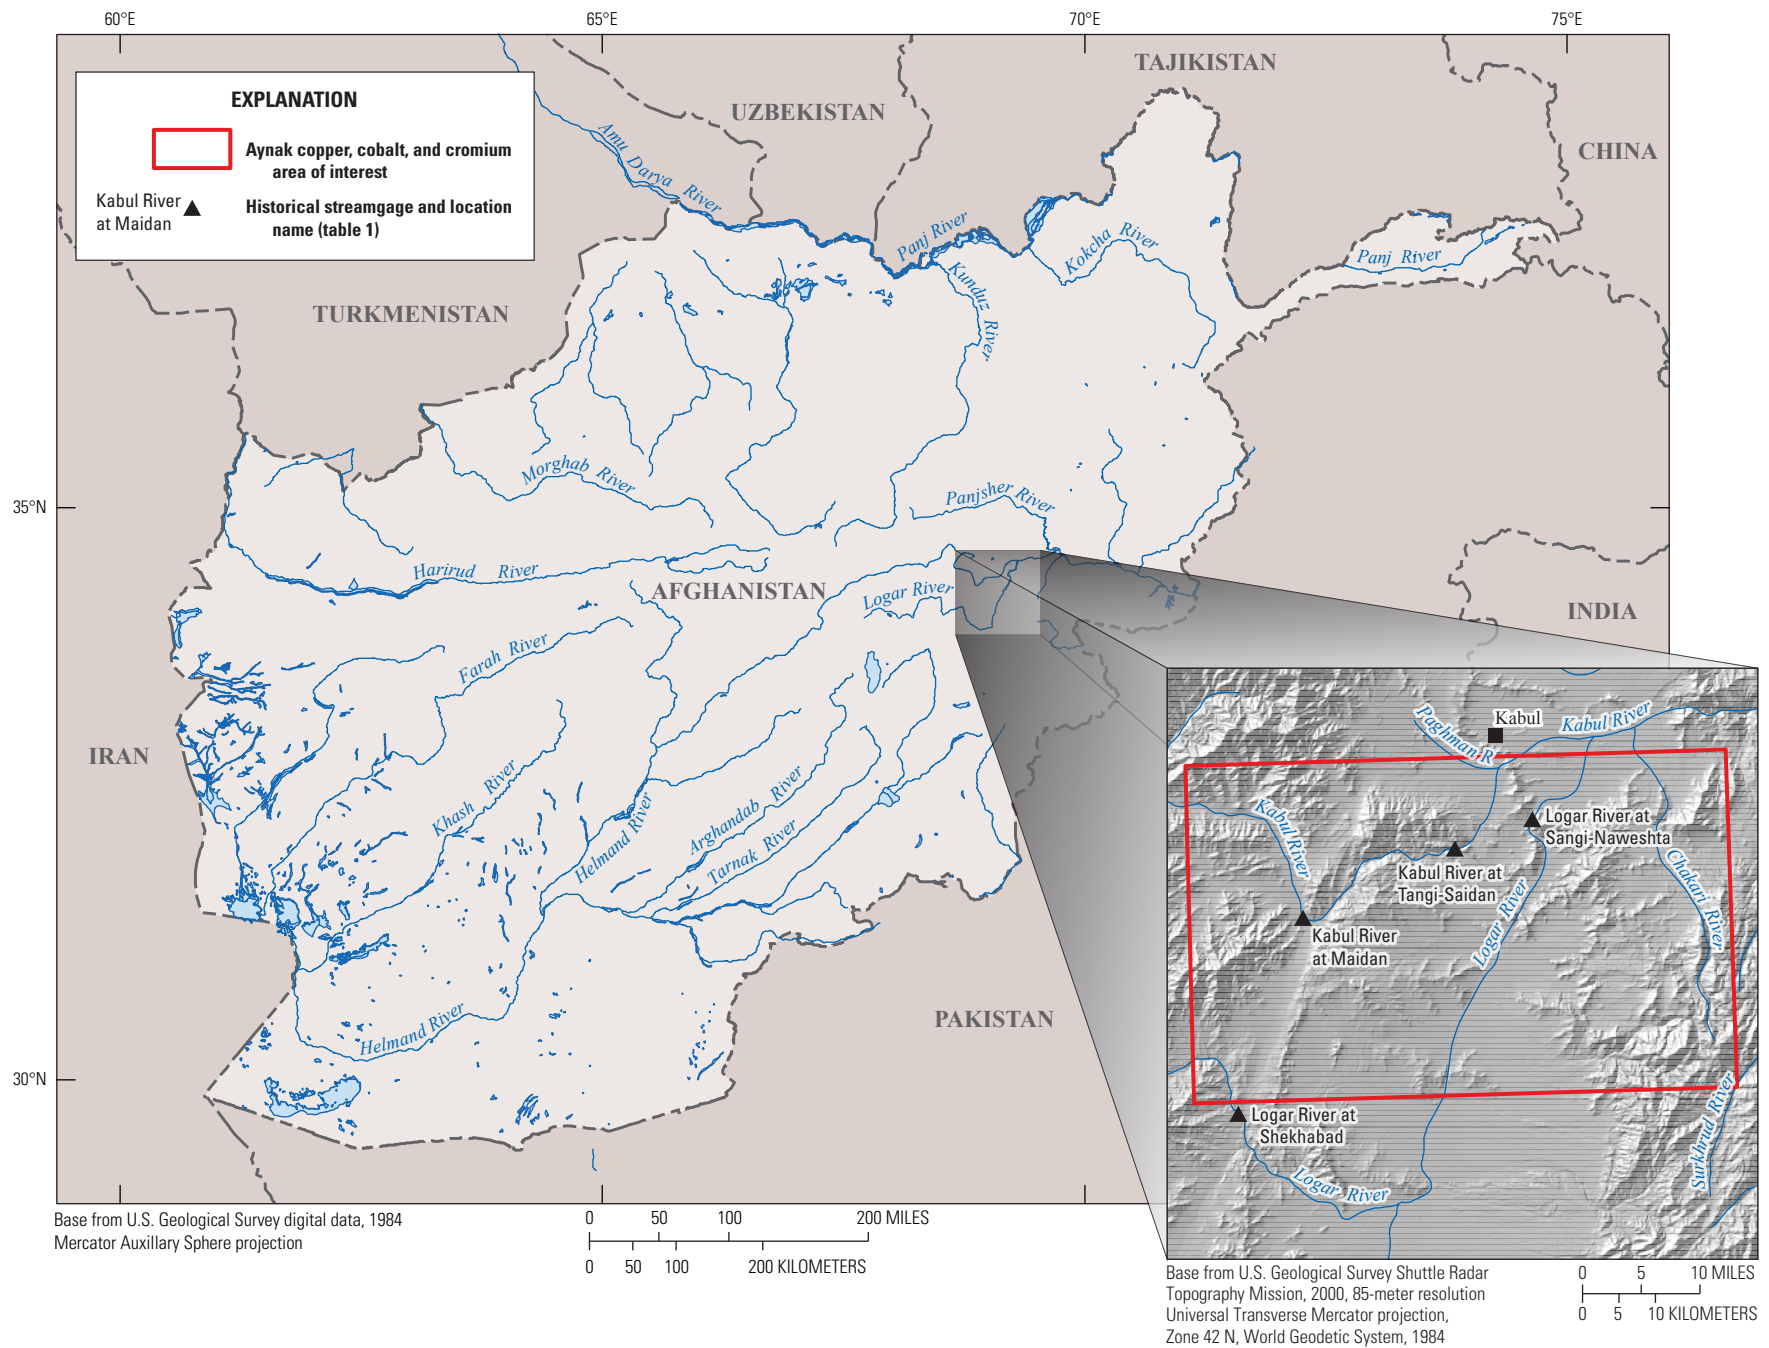 60°E
65°E
70°E
75°E
EXPLANATION
Aynak copper, cobalt, and cromium
area of interest
Kabul River
at Maidan
Historical streamgage and location
name (table 1)
TAJIKISTAN
UZBEKISTAN
CHINA
TURKMENISTAN
Amu Darya River
Panj River
Kokcha River
Panj River
Kunduz River
35°N
Morghab River
Panjsher River
Harirud River
AFGHANISTAN
Logar River
INDIA
Farah River
IRAN
Khash River
Helmand River
Arghandab River
Tarnak River
Helmand River
PAKISTAN
30°N
Paghman R
Kabul
Kabul River
Kabul River
Logar River at
Sangi-Naweshta
Kabul River at
Tangi-Saidan
Chakari River
Logar River
Kabul River
at Maidan
Logar River at
Shekhabad
Logar River
Surkhrud River
Base from U.S. Geological Survey digital data, 1984
Mercator Auxillary Sphere projection
0 50 100 200 MILES
0 50 100 200 KILOMETERS
Base from U.S. Geological Survey Shuttle Radar
Topography Mission, 2000, 85-meter resolution
Universal Transverse Mercator projection,
Zone 42 N, World Geodetic System, 1984
0 5 10 MILES
0 5 10 KILOMETERS